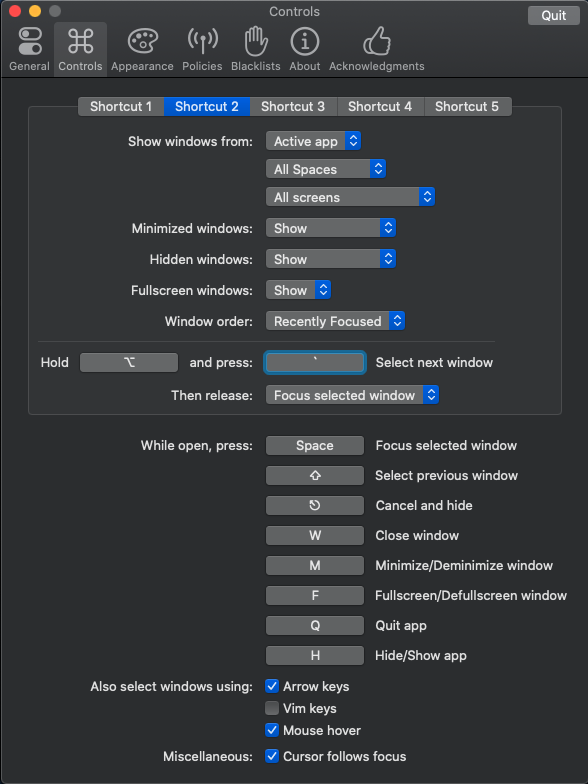 Controls
Quit
General Controls Appearance Policies Blacklists About Acknowledgments
Shortcut 1 Shortcut 2 Shortcut 3 Shortcut 4 Shortcut 5
Show windows from: Active app
All Spaces
All screens
Minimized windows: Show
Hidden windows: Show
Fullscreen windows: Show
Window order: Recently Focused
Hold ⌥ and press: ` Select next window
Then release: Focus selected window
While open, press: Space Focus selected window
⇧ Select previous window
⎋ Cancel and hide
W Close window
M Minimize/Deminimize window
F Fullscreen/Defullscreen window
Q Quit app
H Hide/Show app
Also select windows using: Arrow keys
Vim keys
Mouse hover
Miscellaneous: Cursor follows focus